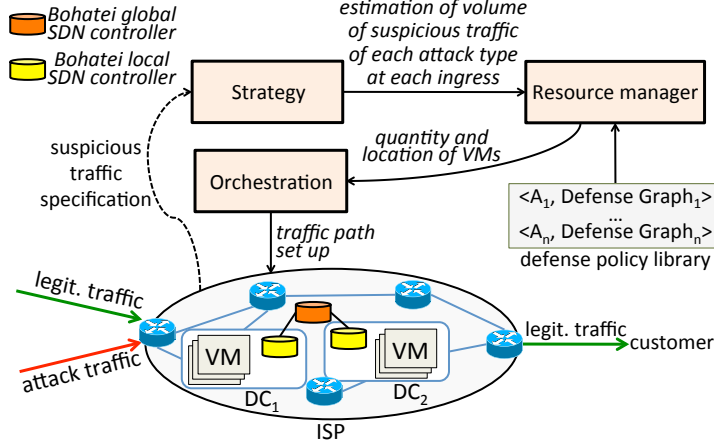 Bohatei global
SDN controller
Bohatei local
SDN controller
estimation of volume
of suspicious traffic
of each attack type
at each ingress
Strategy
Resource manager
suspicious
traffic
specification
quantity and
location of VMs
Orchestration
<A1, Defense Graph1>
...
<An, Defense Graphn>
defense policy library
traffic path
set up
legit. traffic
attack traffic
VM
DC1
VM
DC2
legit. traffic
customer
ISP